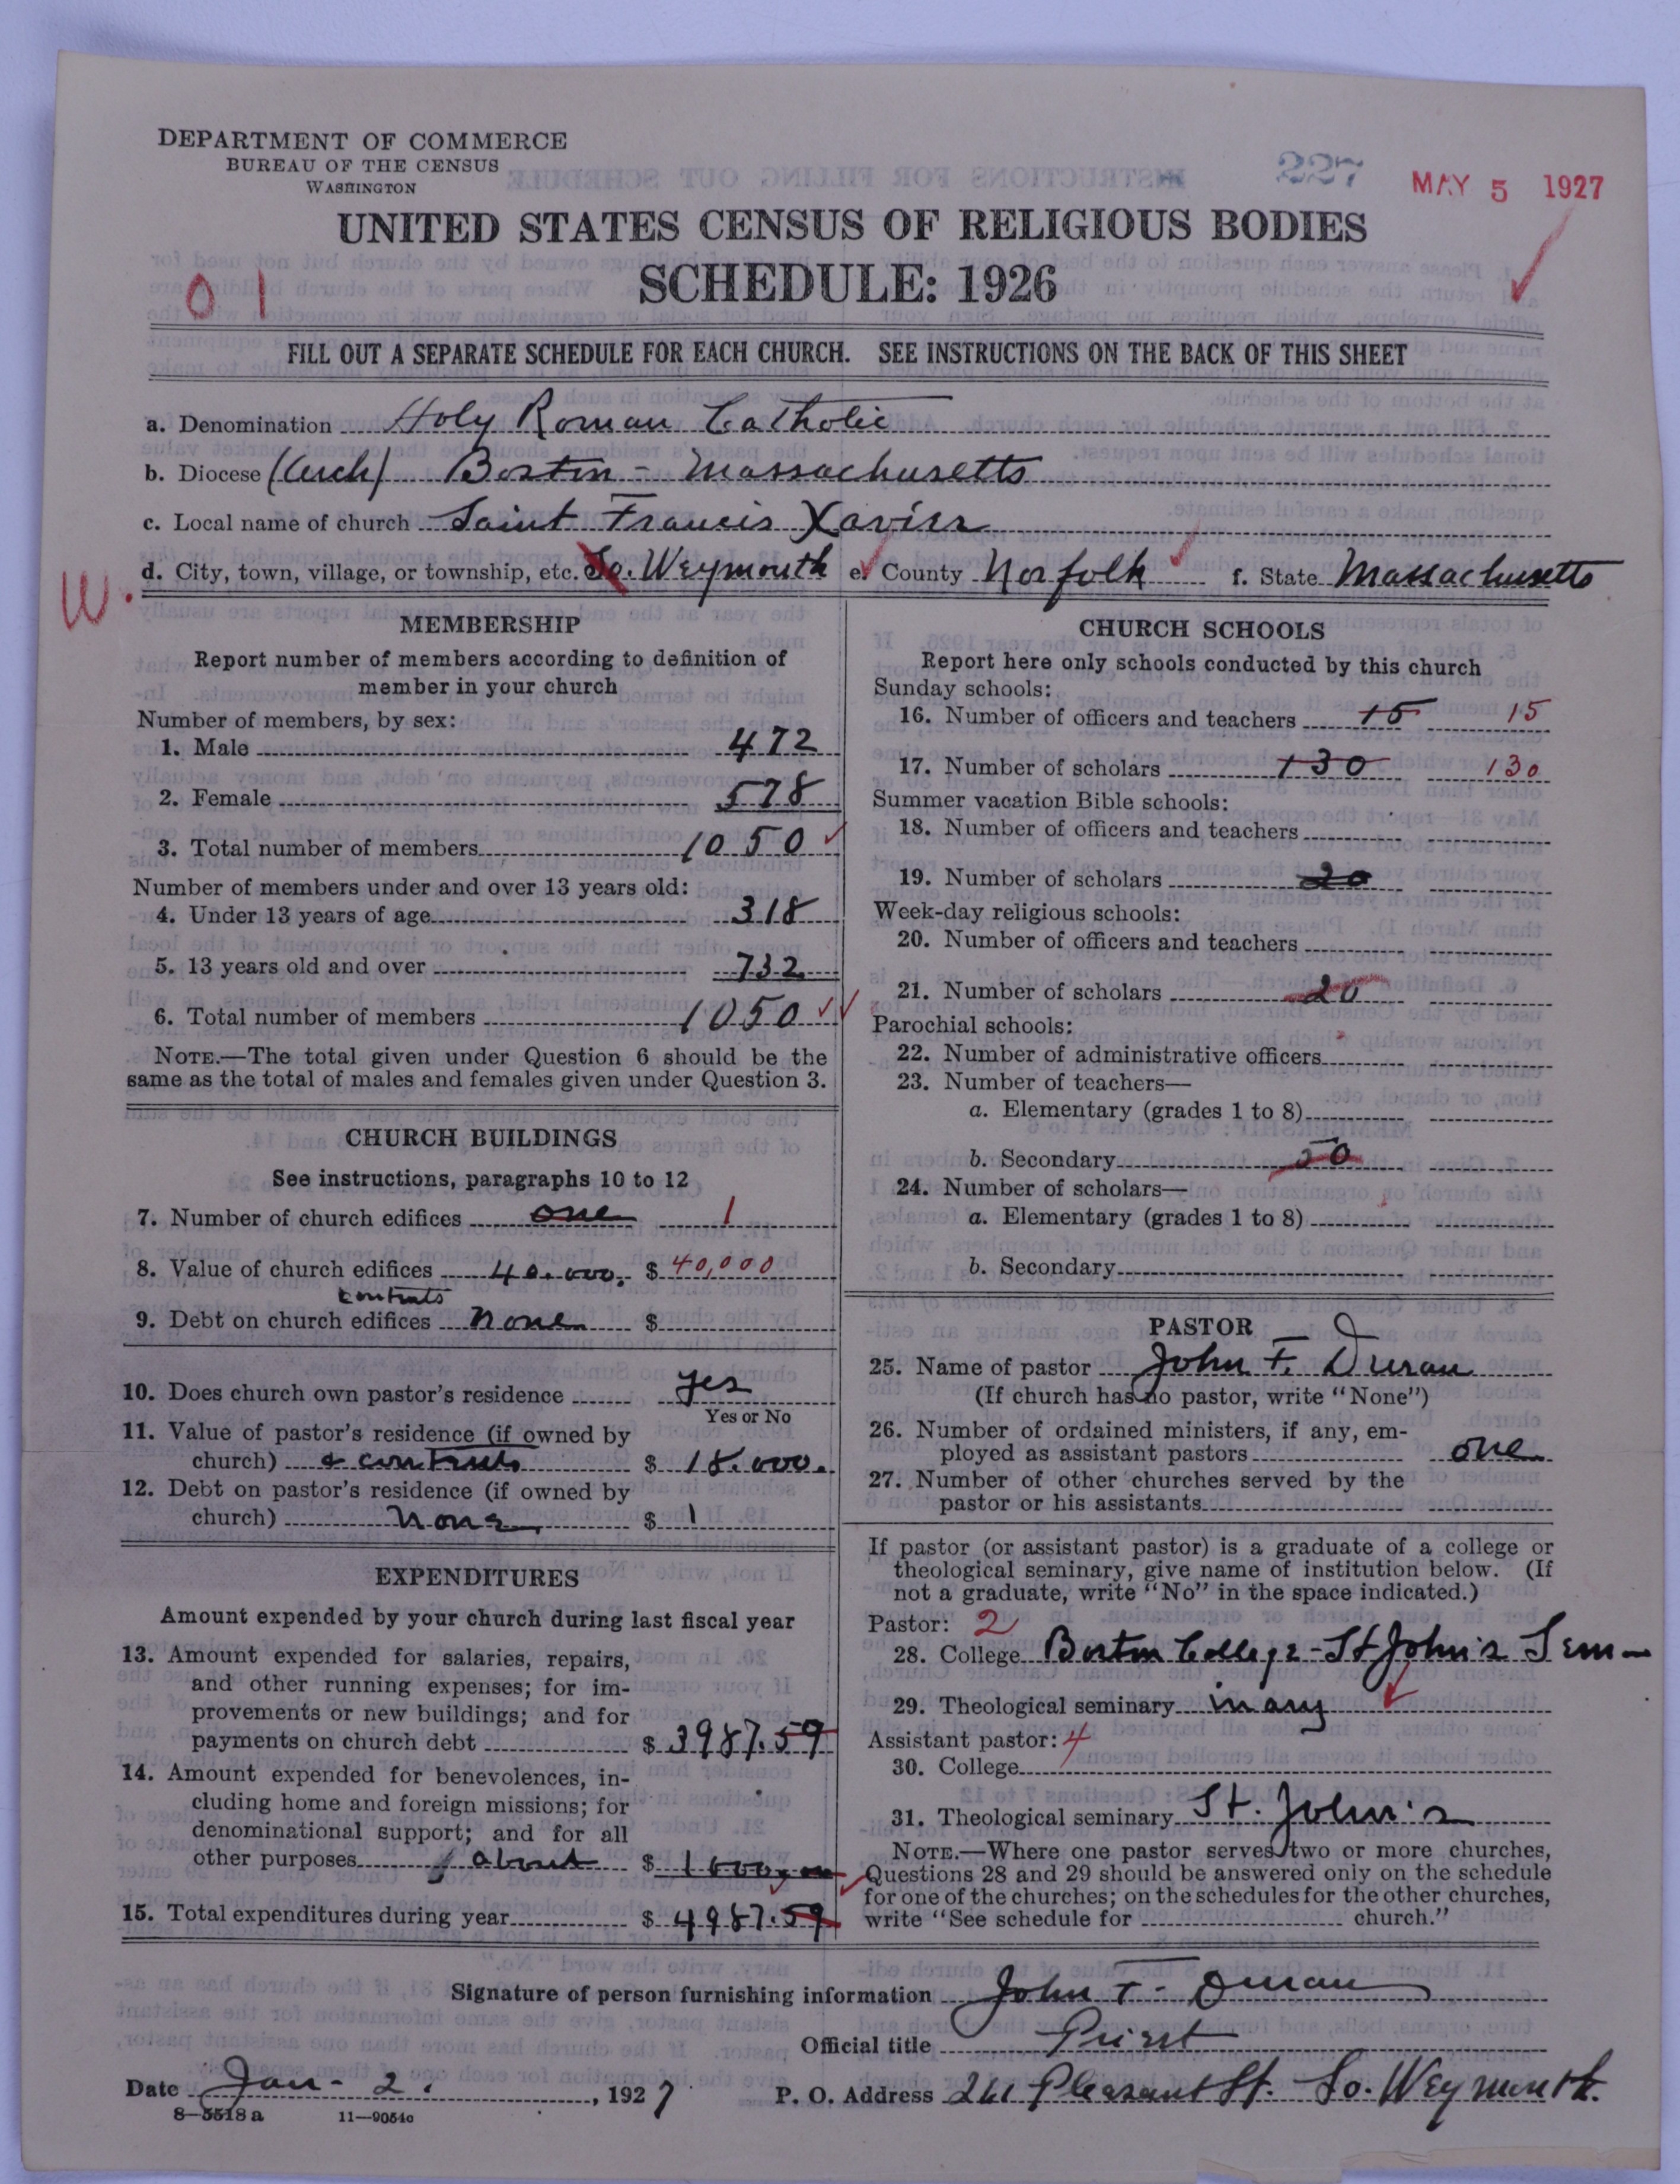 DEPARTMENT OF COMMERCE
BUREAU OF THE CENSUS
WASHINGTON
227
MAY 5 1927
UNITED STATES CENSUS OF RELIGIOUS BODIES
SCHEDULE: 1926
01
FILL OUT A SEPARATE SCHEDULE FOR EACH CHURCH. SEE INSTRUCTIONS ON THE BACK OF THIS SHEET
a. Denomination Holy Roman Catholic
b. Diocese (Arch) Boston - Massachusetts
c. Local name of church Saint Francis Xavier
d. City, town, village, or township, etc. So. Weymouth e. County Norfolk f. State Massachusetts
W.
MEMBERSHIP
Report number of members according to definition of
member in your church
Number of members, by sex:
1. Male 472
2. Female 578
3. Total number of members 1050
Number of members under and over 13 years old:
4. Under 13 years of age 318
5. 13 years old and over 732
6. Total number of members 1050
NOTE.—The total given under Question 6 should be the
same as the total of males and females given under Question 3.
CHURCH BUILDINGS
See instructions, paragraphs 10 to 12
7. Number of church edifices one 1
8. Value of church edifices 40.000. $ 40,000
contents
9. Debt on church edifices none $
10. Does church own pastor's residence yes
Yes or No
11. Value of pastor's residence (if owned by
church) & contents $ 18.000.
12. Debt on pastor's residence (if owned by
church) none $ 1
EXPENDITURES
Amount expended by your church during last fiscal year
13. Amount expended for salaries, repairs,
and other running expenses; for im-
provements or new buildings; and for
payments on church debt $ 3987.59
14. Amount expended for benevolences, in-
cluding home and foreign missions; for
denominational support; and for all
other purposes about $ 1000.00
15. Total expenditures during year $ 4987.59
CHURCH SCHOOLS
Report here only schools conducted by this church
Sunday schools:
16. Number of officers and teachers 15 15
17. Number of scholars 130 130
Summer vacation Bible schools:
18. Number of officers and teachers
19. Number of scholars 20
Week-day religious schools:
20. Number of officers and teachers
21. Number of scholars 20
Parochial schools:
22. Number of administrative officers
23. Number of teachers—
a. Elementary (grades 1 to 8)
b. Secondary
24. Number of scholars—
a. Elementary (grades 1 to 8)
b. Secondary
PASTOR
25. Name of pastor John F. Duran
(If church has no pastor, write "None")
26. Number of ordained ministers, if any, em-
ployed as assistant pastors one
27. Number of other churches served by the
pastor or his assistants
If pastor (or assistant pastor) is a graduate of a college or
theological seminary, give name of institution below. (If
not a graduate, write "No" in the space indicated.)
Pastor: 2
28. College Boston College - St John's Sem-
29. Theological seminary inary
Assistant pastor: 4
30. College
31. Theological seminary St. John's
NOTE.—Where one pastor serves two or more churches,
Questions 28 and 29 should be answered only on the schedule
for one of the churches; on the schedules for the other churches,
write "See schedule for church."
Signature of person furnishing information John F. Duran
Official title Priest
Date Jan - 2. , 1927 P. O. Address Pleasant St. So. Weymouth.
8—5518a 11—9054c